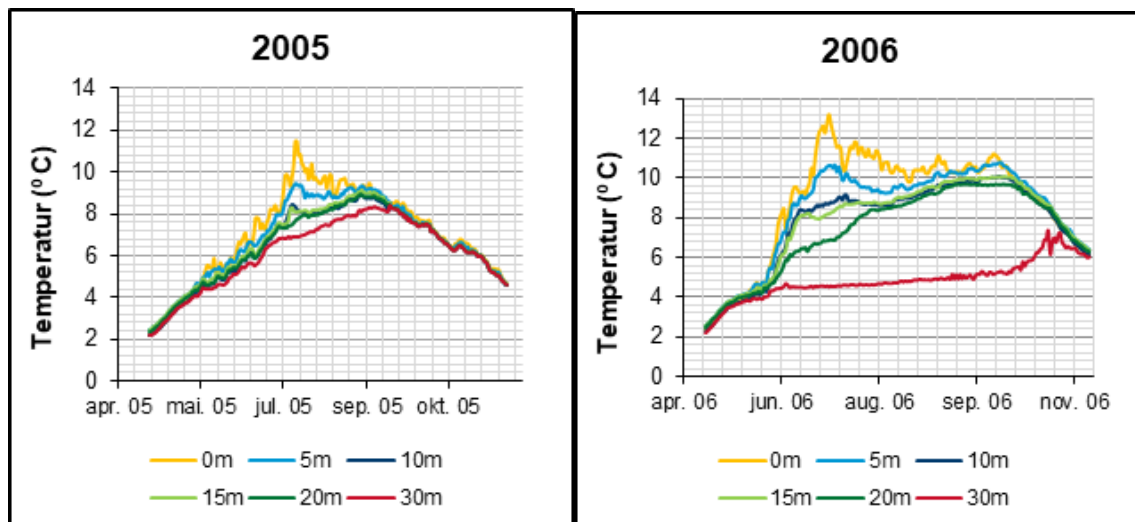 2005
Temperatur (⁰ C)
14
12
10
8
6
4
2
0
apr. 05 mai. 05 jul. 05 sep. 05 okt. 05
0m 5m 10m
15m 20m 30m
2006
Temperatur (⁰ C)
14
12
10
8
6
4
2
0
apr. 06 jun. 06 aug. 06 sep. 06 nov. 06
0m 5m 10m
15m 20m 30m